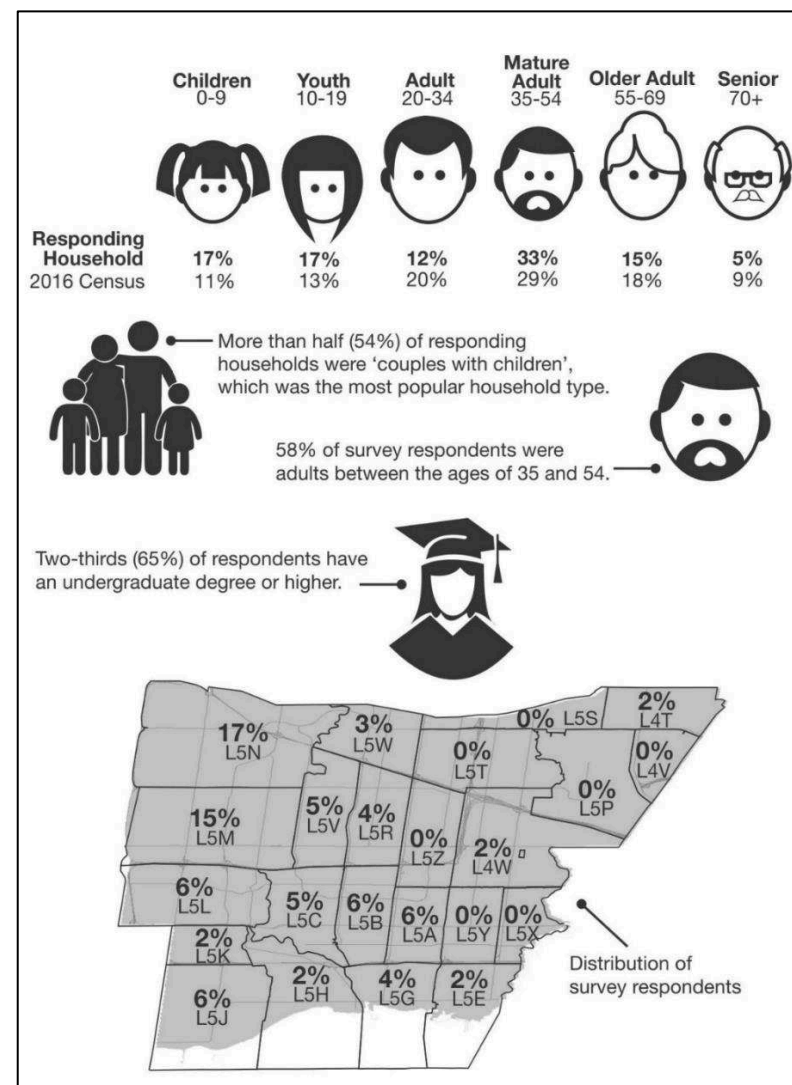 Children Youth Adult Mature Adult Older Adult Senior
0-9 10-19 20-34 35-54 55-69 70+
Responding Household 17% 17% 12% 33% 15% 5%
2016 Census 11% 13% 20% 29% 18% 9%
More than half (54%) of responding
households were ‘couples with children’,
which was the most popular household type.
58% of survey respondents were
adults between the ages of 35 and 54.
Two-thirds (65%) of respondents have
an undergraduate degree or higher.
2%
L4T
0% L5S
17%
L5N
3%
L5W
0%
L5T
0%
L4V
0%
L5P
15%
L5M
5%
L5V
4%
L5R
0%
L5Z
2%
L4W
6%
L5L
5%
L5C
6%
L5B
6%
L5A
0%
L5Y
0%
L5X
2%
L5K
6%
L5J
2%
L5H
4%
L5G
2%
L5E
Distribution of
survey respondents